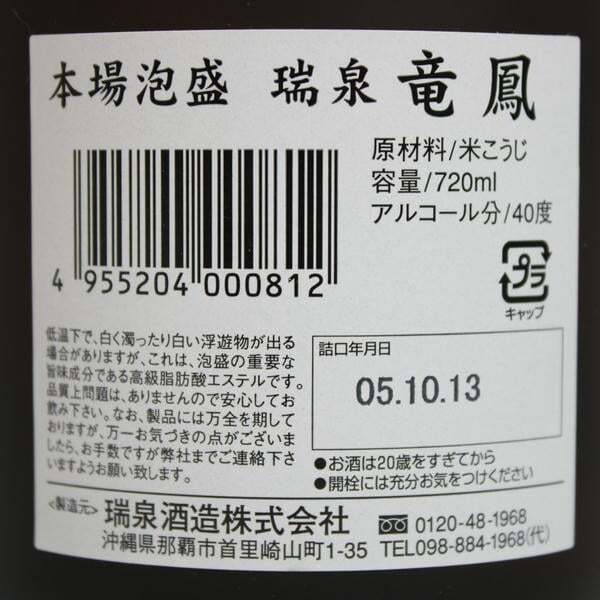 本場泡盛 瑞泉 竜鳳
原材料/米こうじ
容量/720ml
アルコール分/40度
4 955204 000812
プラ
キャップ
低温下で、白く濁ったり白い浮遊物が出る
場合がありますが、これは、泡盛の重要な
旨味成分である高級脂肪酸エステルです。
品質上問題は、ありませんので安心してお
飲み下さい。なお、製品には万全を期して
おりますが、万一お気づきの点がございま
したら、お手数ですが弊社までご連絡下さ
いますようお願い致します。
詰口年月日
05.10.13
●お酒は20歳をすぎてから
●開栓には充分お気をつけください
<製造元> 瑞泉酒造株式会社
沖縄県那覇市首里崎山町1-35
0120-48-1968
TEL098-884-1968(代)